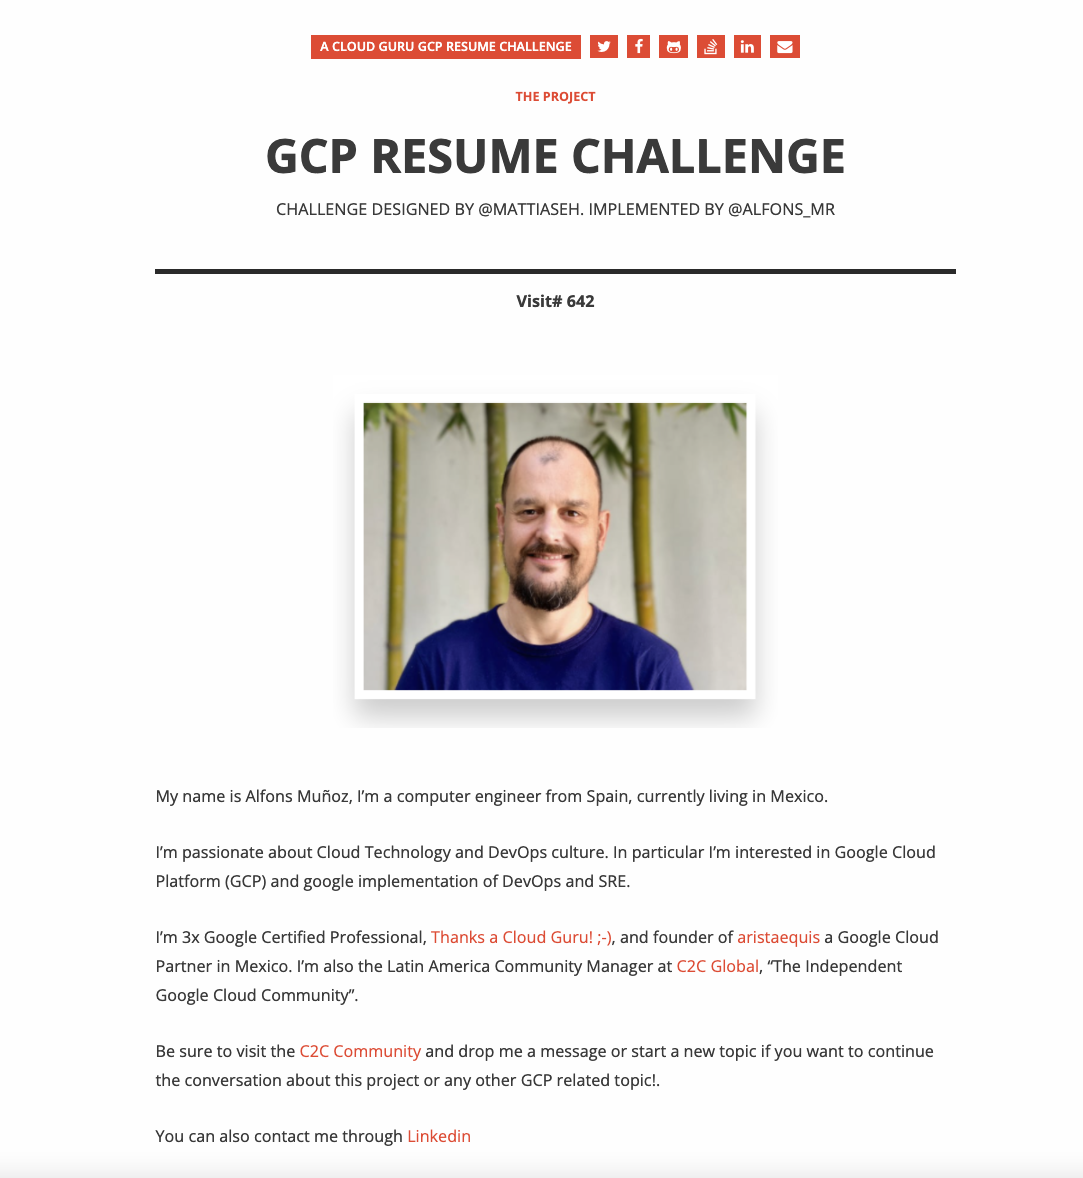 A CLOUD GURU GCP RESUME CHALLENGE
THE PROJECT
GCP RESUME CHALLENGE
CHALLENGE DESIGNED BY @MATTIASEH. IMPLEMENTED BY @ALFONS_MR
Visit# 642
My name is Alfons Muñoz, I’m a computer engineer from Spain, currently living in Mexico.
I’m passionate about Cloud Technology and DevOps culture. In particular I’m interested in Google Cloud
Platform (GCP) and google implementation of DevOps and SRE.
I’m 3x Google Certified Professional, Thanks a Cloud Guru! ;-), and founder of aristaequis a Google Cloud
Partner in Mexico. I’m also the Latin America Community Manager at C2C Global, “The Independent
Google Cloud Community”.
Be sure to visit the C2C Community and drop me a message or start a new topic if you want to continue
the conversation about this project or any other GCP related topic!.
You can also contact me through Linkedin